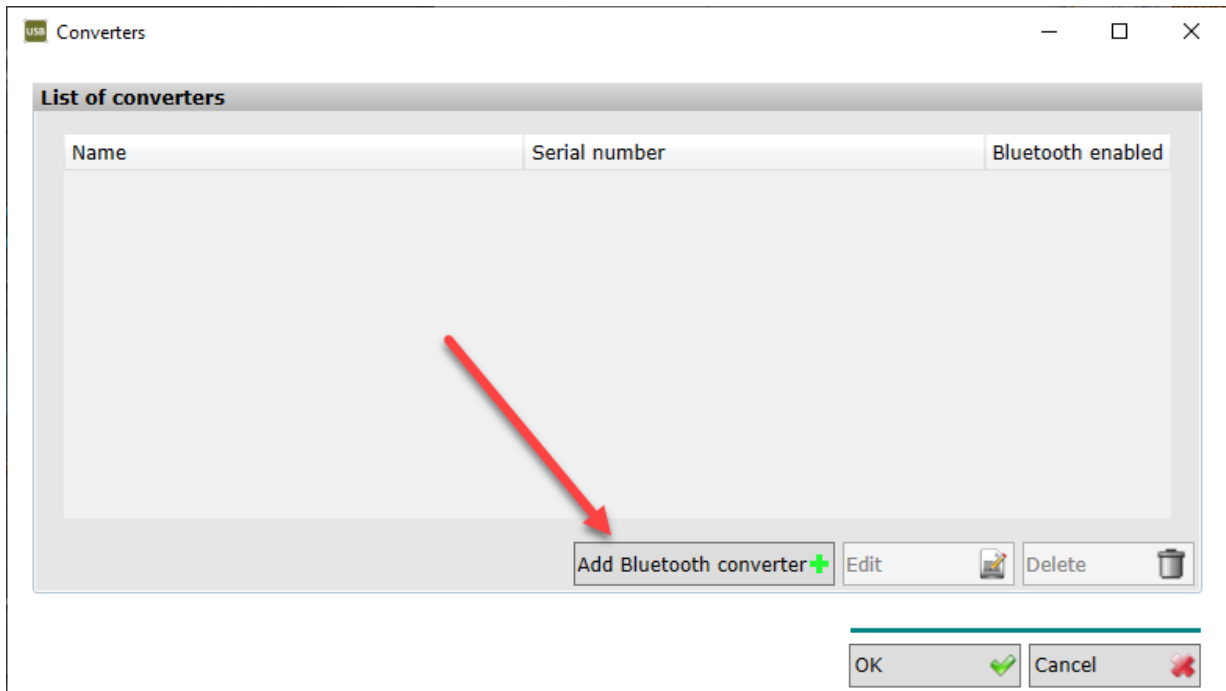 USB Converters
List of converters
Name Serial number Bluetooth enabled
Add Bluetooth converter Edit Delete
OK Cancel